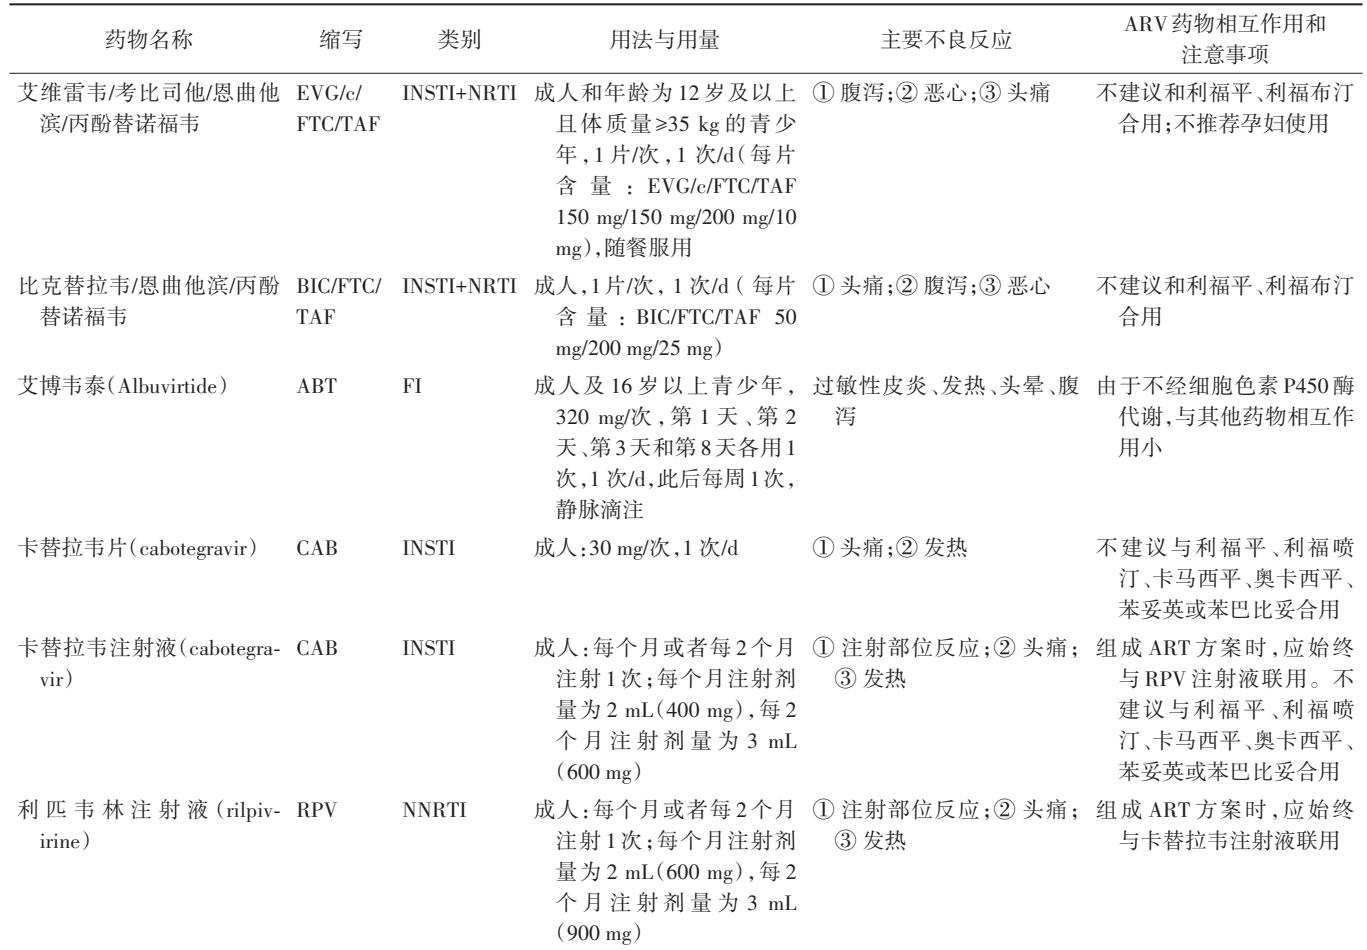 药物名称 缩写 类别 用法与用量 主要不良反应 ARV药物相互作用和
注意事项
艾维雷韦/考比司他/恩曲他 EVG/c/ INSTI+NRTI 成人和年龄为12岁及以上 ①腹泻;②恶心;③头痛 不建议和利福平、利福布汀
滨/丙酚替诺福韦 FTC/TAF 且体质量≥35 kg的青少 合用;不推荐孕妇使用
年,1片/次,1次/d(每片
含量:EVG/c/FTC/TAF
150 mg/150 mg/200 mg/10
mg),随餐服用
比克替拉韦/恩曲他滨/丙酚 BIC/FTC/ INSTI+NRTI 成人,1片/次,1次/d(每片 ①头痛;②腹泻;③恶心 不建议和利福平、利福布汀
替诺福韦 TAF 含量:BIC/FTC/TAF 50 合用
mg/200 mg/25 mg)
艾博韦泰(Albuvirtide) ABT FI 成人及16岁以上青少年, 过敏性皮炎、发热、头晕、腹 由于不经细胞色素P450酶
320 mg/次,第1天、第2 泻 代谢,与其他药物相互作
天、第3天和第8天各用1 用小
次,1次/d,此后每周1次,
静脉滴注
卡替拉韦片(cabotegravir) CAB INSTI 成人:30 mg/次,1次/d ①头痛;②发热 不建议与利福平、利福喷
汀、卡马西平、奥卡西平、
苯妥英或苯巴比妥合用
卡替拉韦注射液(cabotegra- CAB INSTI 成人:每个月或者每2个月 ①注射部位反应;②头痛; 组成ART方案时,应始终
vir) 注射1次;每个月注射剂 ③发热 与RPV注射液联用。不
量为2 mL(400 mg),每2 建议与利福平、利福喷
个月注射剂量为3 mL 汀、卡马西平、奥卡西平、
(600 mg) 苯妥英或苯巴比妥合用
利匹韦林注射液(rilpiv- RPV NNRTI 成人:每个月或者每2个月 ①注射部位反应;②头痛; 组成ART方案时,应始终
irine) 注射1次;每个月注射剂 ③发热 与卡替拉韦注射液联用
量为2 mL(600 mg),每2
个月注射剂量为3 mL
(900 mg)